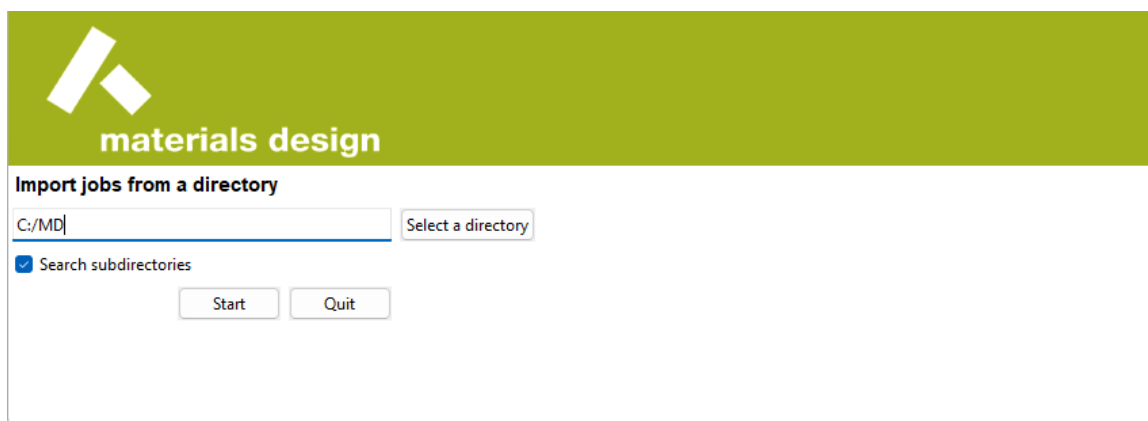 materials design
Import jobs from a directory
C:/MD
Select a directory
Search subdirectories
Start
Quit